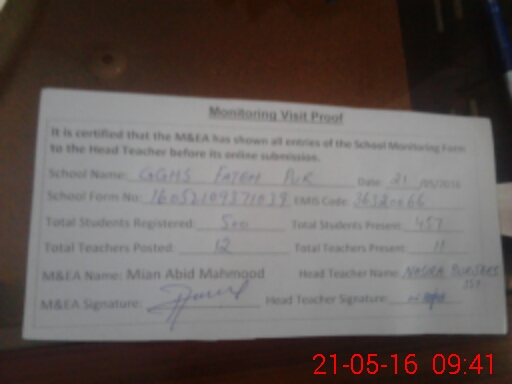 Monitoring Visit Proof
It is certified that the M&EA has shown all entries of the School Monitoring Form
to the Head Teacher before its online submission.
School Name: GGHS FATEH PUR Date: 21 /05/2016
School Form No: EMIS Code:
Total Students Registered: 500 Total Students Present: 457
Total Teachers Posted: 12 Total Teachers Present: 11
M&EA Name: Mian Abid Mahmood Head Teacher Name:
M&EA Signature: Head Teacher Signature:
21-05-16 09:41